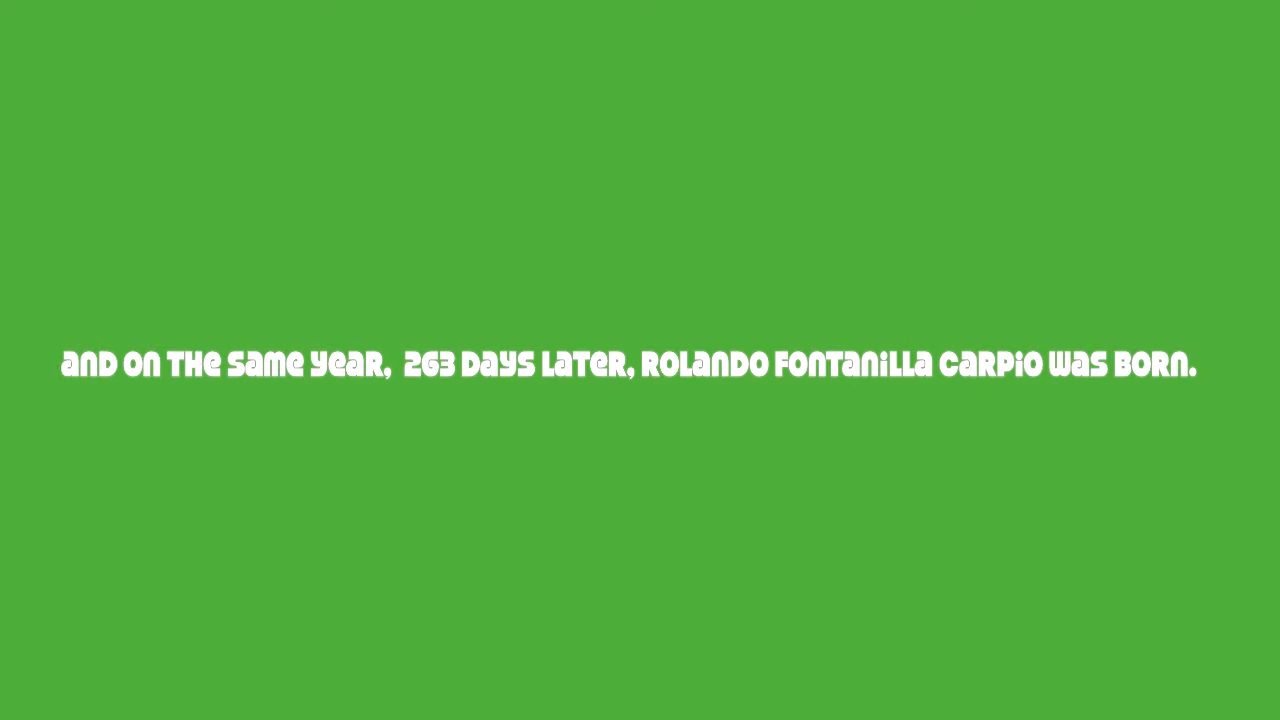 and on the same year,  263 days later, Rolando Fontanilla Carpio was born.